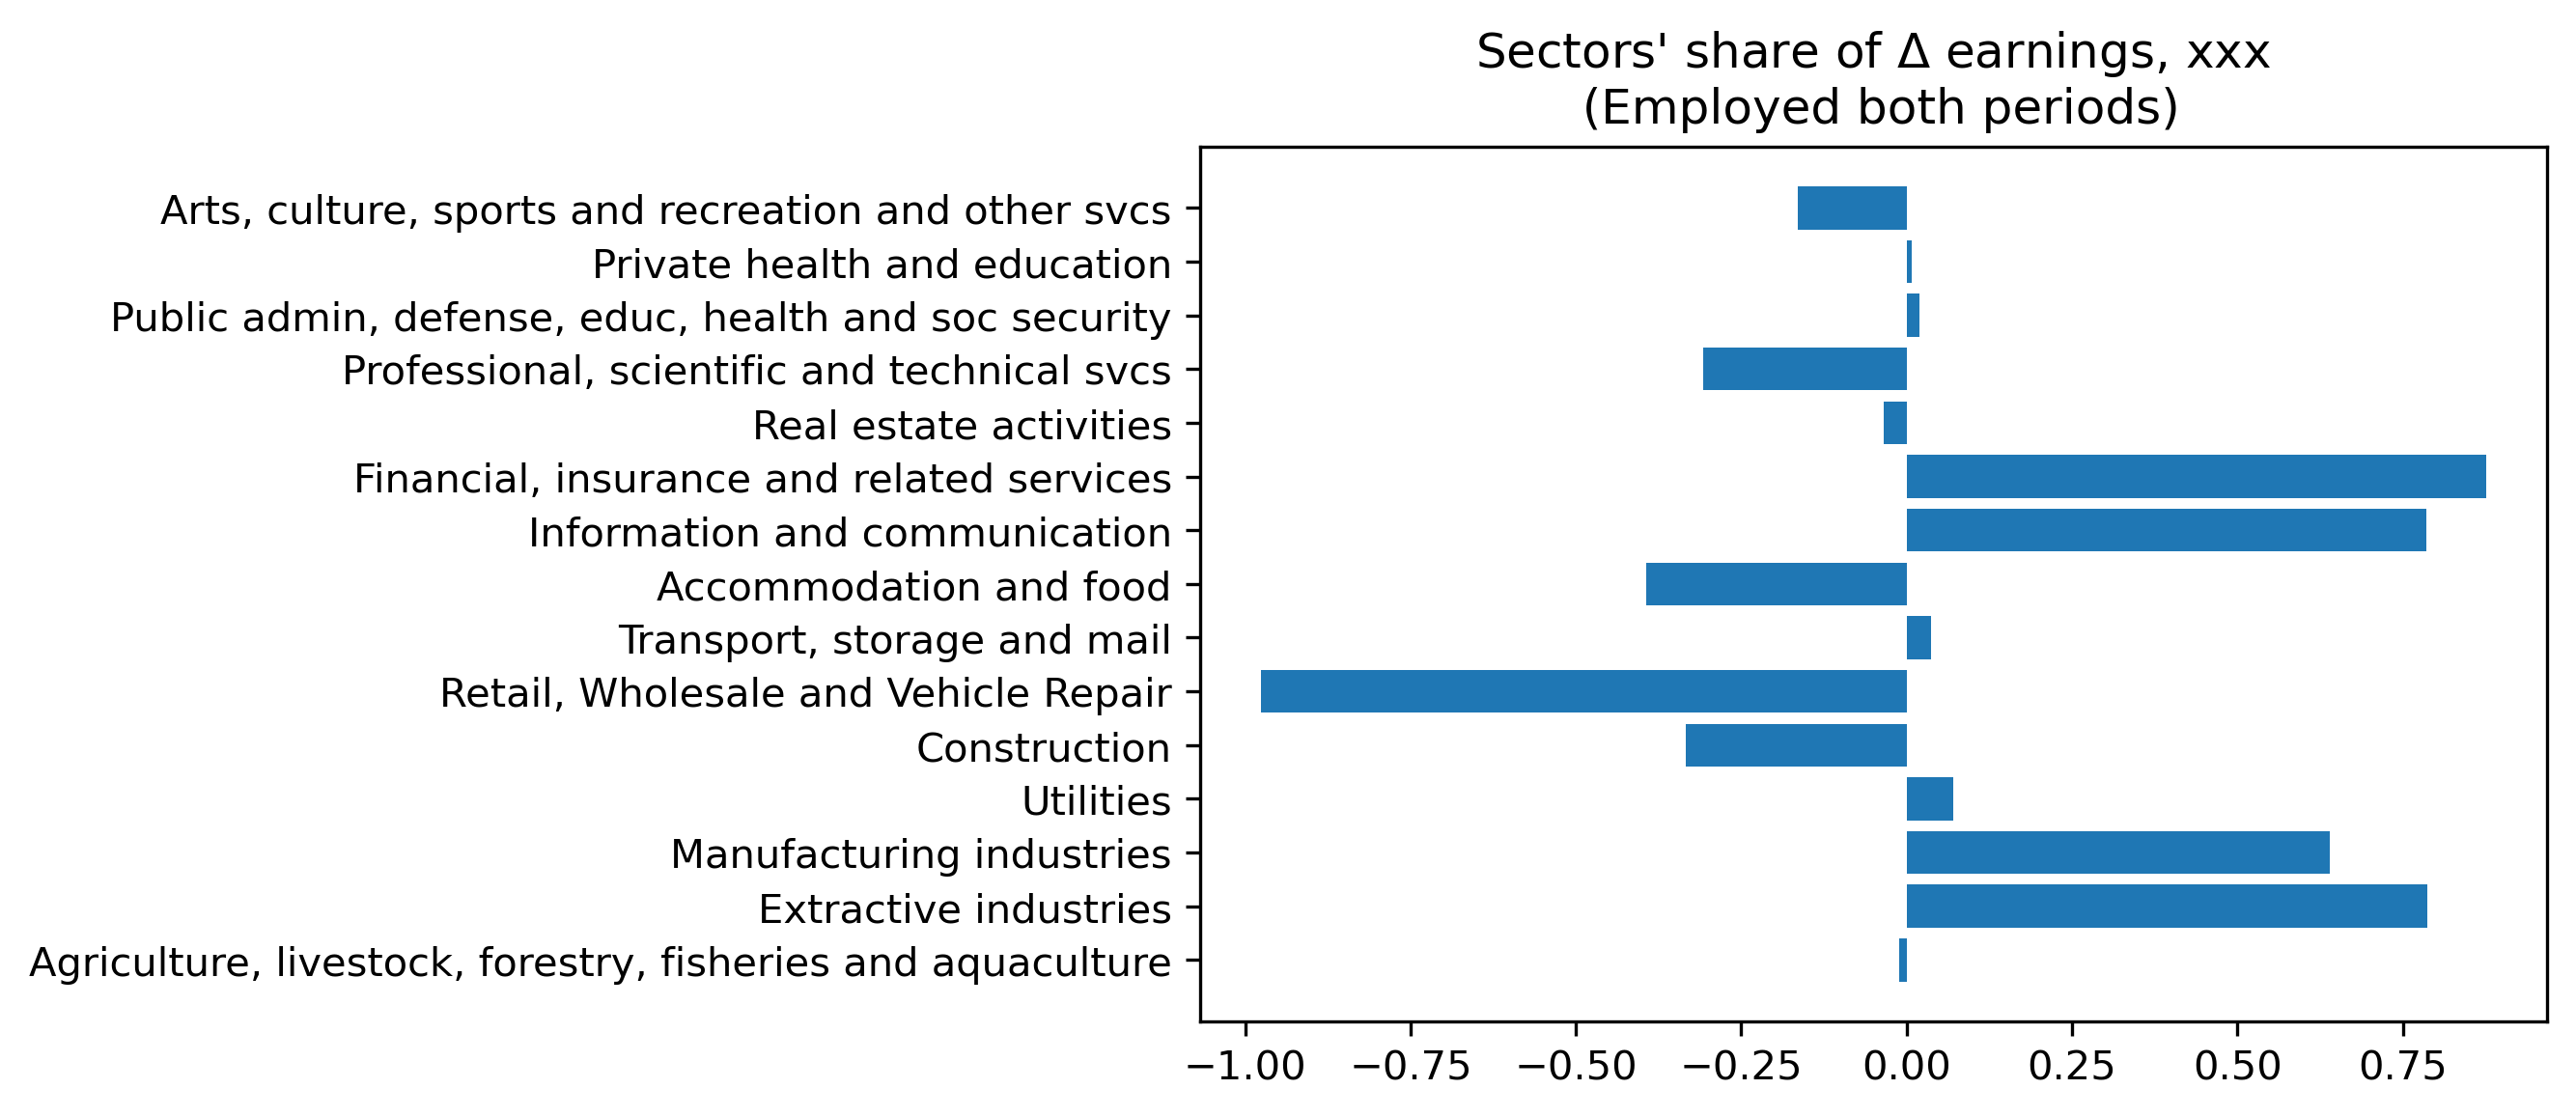 Sectors' share of Δ earnings, xxx
(Employed both periods)
Arts, culture, sports and recreation and other svcs
Private health and education
Public admin, defense, educ, health and soc security
Professional, scientific and technical svcs
Real estate activities
Financial, insurance and related services
Information and communication
Accommodation and food
Transport, storage and mail
Retail, Wholesale and Vehicle Repair
Construction
Utilities
Manufacturing industries
Extractive industries
Agriculture, livestock, forestry, fisheries and aquaculture
−1.00 −0.75 −0.50 −0.25 0.00 0.25 0.50 0.75